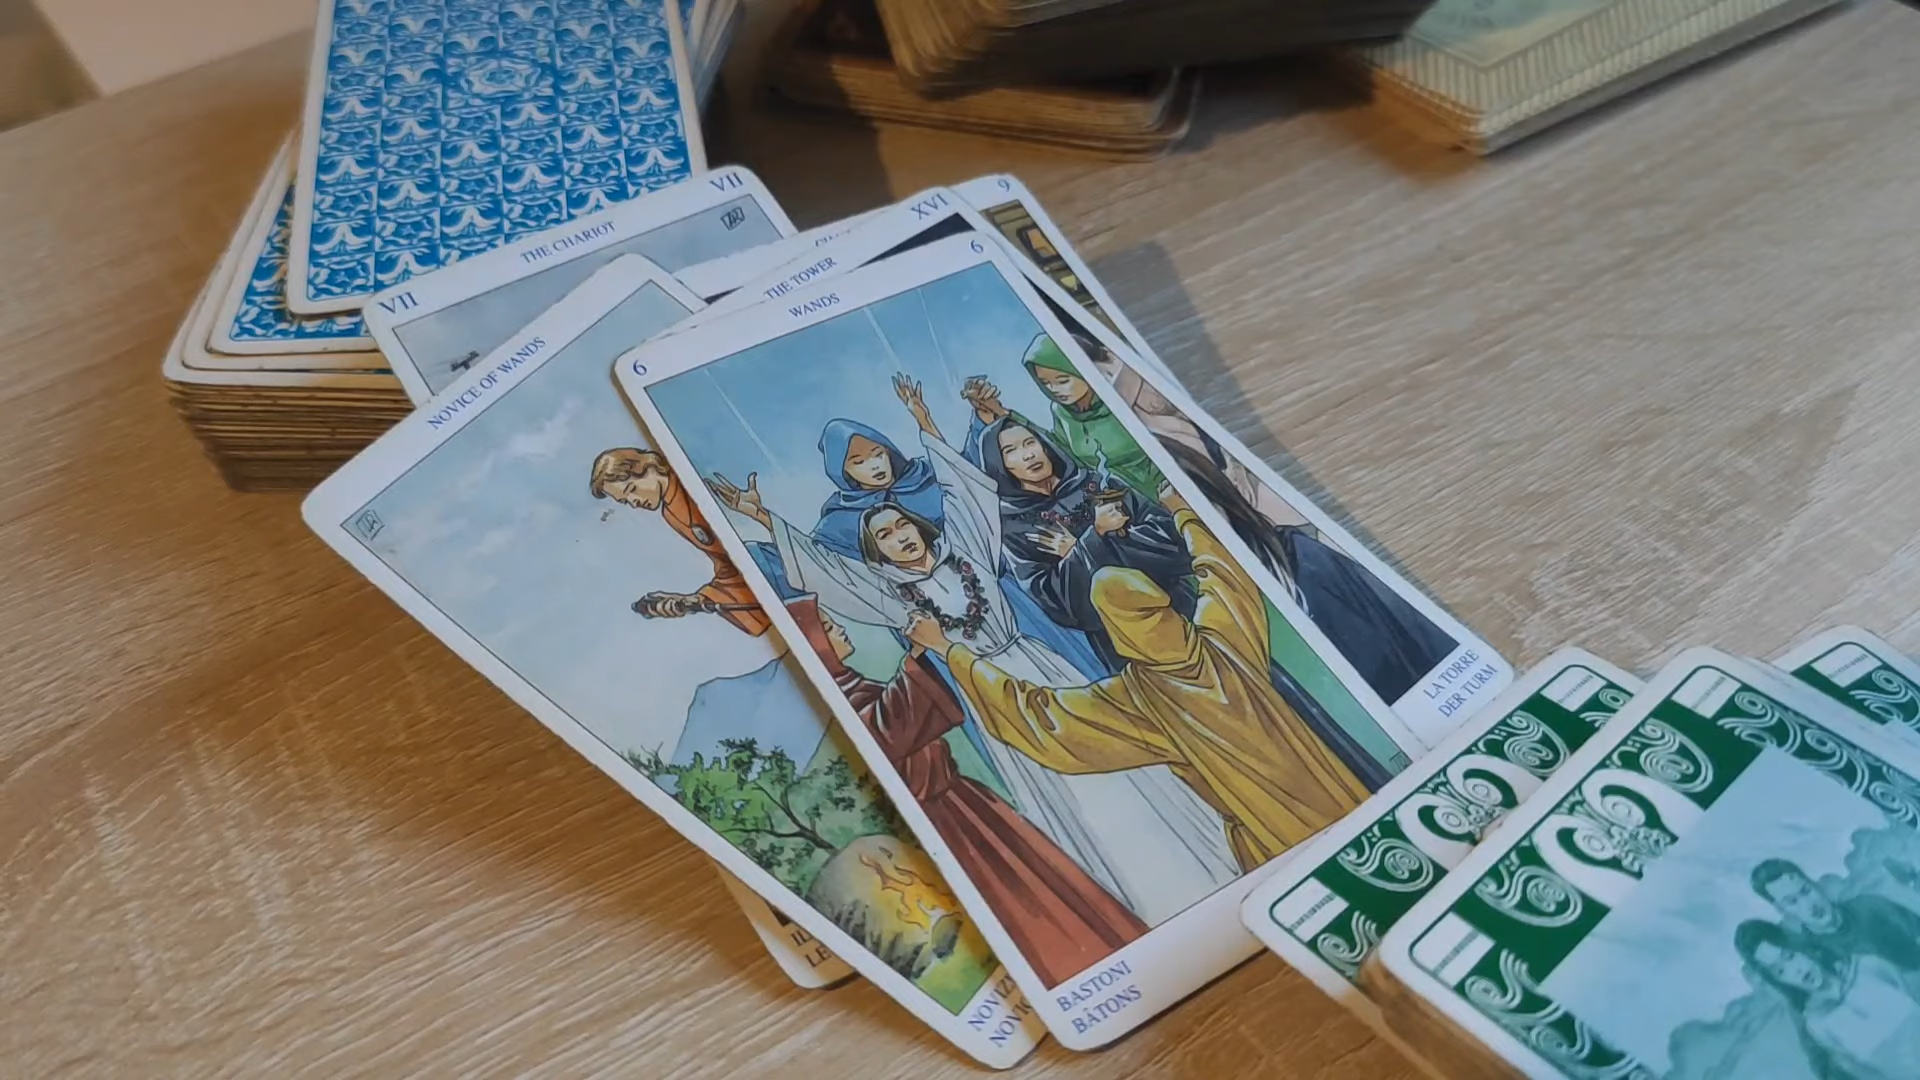 VII
THE CHARIOT
VII
NOVICE OF WANDS
XVI
THE TOWER
9
6
WANDS
6
LA TORRE
DER TURM
BASTONI
BÂTONS